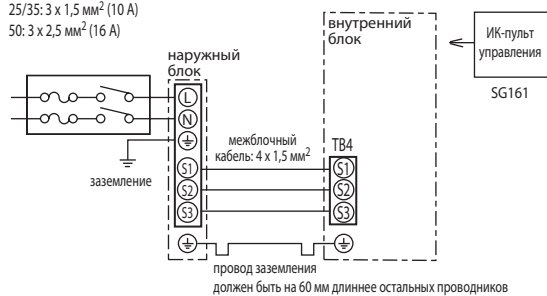 25/35: 3 x 1,5 мм² (10 А)
50: 3 x 2,5 мм² (16 А)
наружный
блок
внутренний
блок
ИК-пульт
управления
SG161
L
N
межблочный
кабель: 4 x 1,5 мм²
TB4
заземление
S1
S2
S3
S1
S2
S3
провод заземления
должен быть на 60 мм длиннее остальных проводников